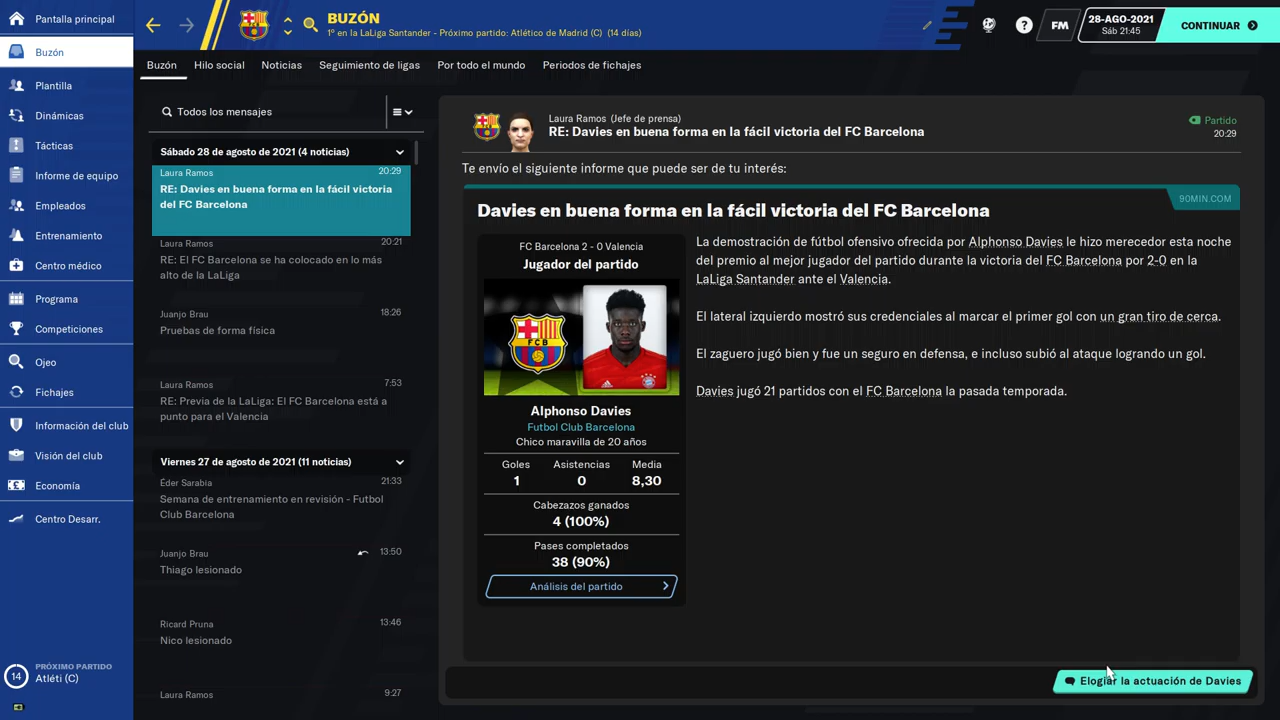 Pantalla principal
Buzón
Plantilla
Dinámicas
Tácticas
Informe de equipo
Empleados
Entrenamiento
Centro médico
Programa
Competiciones
Ojeo
Fichajes
Información del club
Visión del club
Economía
Centro Desarr.
14
PRÓXIMO PARTIDO
Atléti (C)
BUZÓN
1º en la LaLiga Santander - Próximo partido: Atlético de Madrid (C) (14 días)
?
FM
28-AGO-2021
Sáb 21:45
CONTINUAR
Buzón
Hilo social
Noticias
Seguimiento de ligas
Por todo el mundo
Periodos de fichajes
Todos los mensajes
Sábado 28 de agosto de 2021 (4 noticias)
Laura Ramos 20:29
RE: Davies en buena forma en la fácil victoria
del FC Barcelona
Laura Ramos 20:21
RE: El FC Barcelona se ha colocado en lo más
alto de la LaLiga
Juanjo Brau 18:26
Pruebas de forma física
Laura Ramos 7:53
RE: Previa de la LaLiga: El FC Barcelona está a
punto para el Valencia
Viernes 27 de agosto de 2021 (11 noticias)
Éder Sarabia 21:33
Semana de entrenamiento en revisión - Futbol
Club Barcelona
Juanjo Brau 13:50
Thiago lesionado
Ricard Pruna 13:46
Nico lesionado
Laura Ramos 9:27
Laura Ramos (Jefe de prensa)
RE: Davies en buena forma en la fácil victoria del FC Barcelona
Partido
20:29
Te envío el siguiente informe que puede ser de tu interés:
90MIN.COM
Davies en buena forma en la fácil victoria del FC Barcelona
FC Barcelona 2 - 0 Valencia
Jugador del partido
FCB
Alphonso Davies
Futbol Club Barcelona
Chico maravilla de 20 años
Goles Asistencias Media
1 0 8,30
Cabezazos ganados
4 (100%)
Pases completados
38 (90%)
Análisis del partido
La demostración de fútbol ofensivo ofrecida por Alphonso Davies le hizo merecedor esta noche
del premio al mejor jugador del partido durante la victoria del FC Barcelona por 2-0 en la
LaLiga Santander ante el Valencia.
El lateral izquierdo mostró sus credenciales al marcar el primer gol con un gran tiro de cerca.
El zaguero jugó bien y fue un seguro en defensa, e incluso subió al ataque logrando un gol.
Davies jugó 21 partidos con el FC Barcelona la pasada temporada.
Elogiar la actuación de Davies